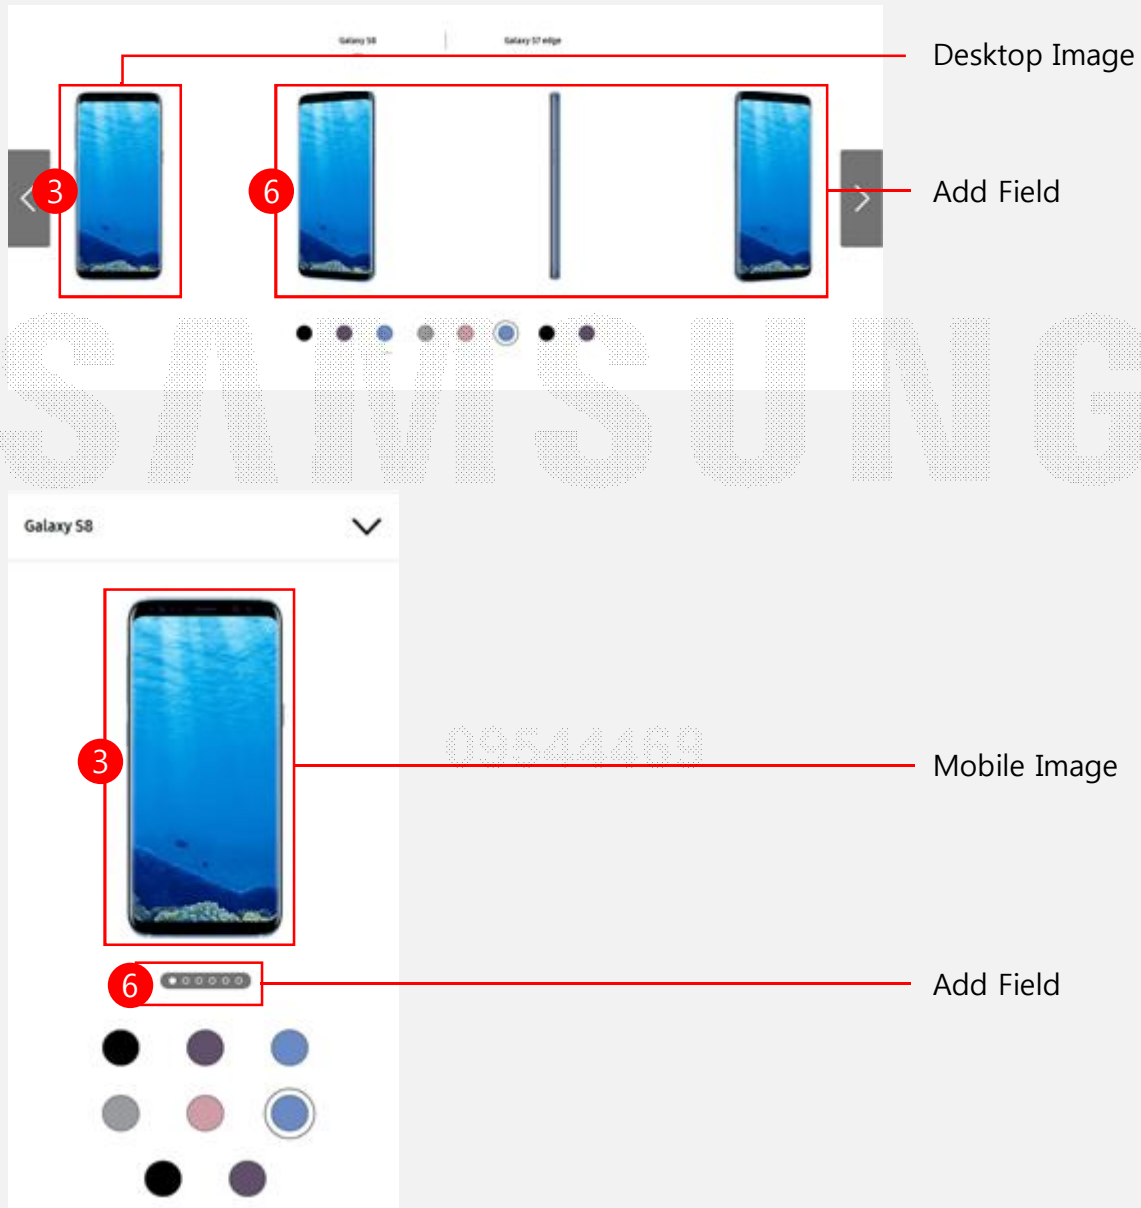 Galaxy S8
Galaxy S7 edge
Desktop Image
3
6
Add Field
SAMSUNG
Galaxy S8
3
09544469
Mobile Image
6
Add Field